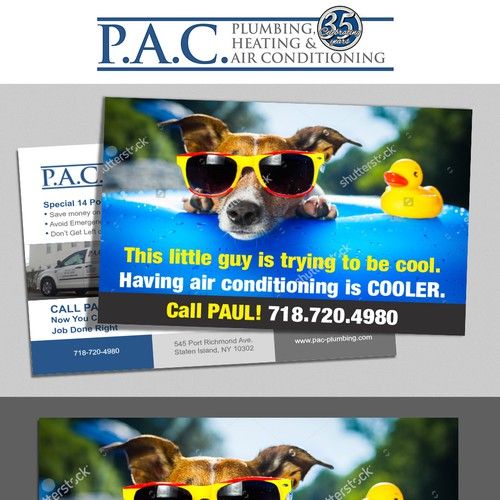 P.A.C. PLUMBING,
HEATING &
AIR CONDITIONING
35
Celebrating
Years
shutterstock
shutterstock
shutterstock
This little guy is trying to be cool.
Having air conditioning is COOLER.
Call PAUL! 718.720.4980
P.A.C.
Special 14 Po
• Save money on
• Avoid Emergen
• Don't Get Left
CALL PA
Now You C
Job Done Right
718-720-4980
545 Port Richmond Ave.
Staten Island, NY 10302
www.pac-plumbing.com
shutterstock
shutterstock